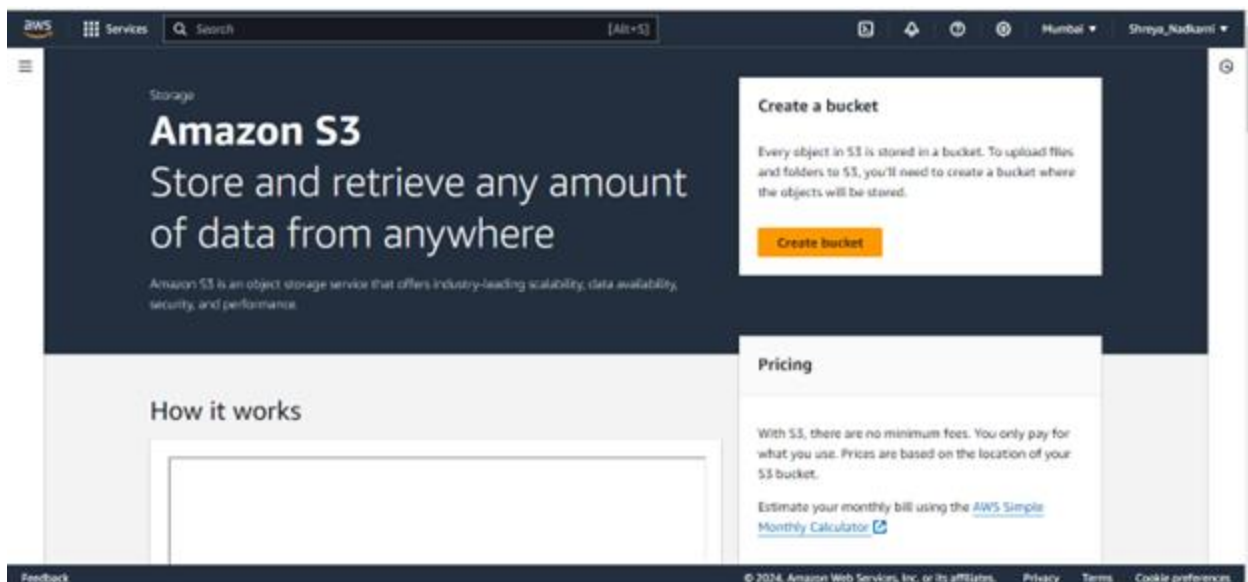 aws Services Search [Alt+S] Mumbai Shreya_Nadkarni
Storage
Amazon S3
Store and retrieve any amount
of data from anywhere
Amazon S3 is an object storage service that offers industry-leading scalability, data availability,
security, and performance.
Create a bucket
Every object in S3 is stored in a bucket. To upload files
and folders to S3, you'll need to create a bucket where
the objects will be stored.
Create bucket
How it works
Pricing
With S3, there are no minimum fees. You only pay for
what you use. Prices are based on the location of your
S3 bucket.
Estimate your monthly bill using the AWS Simple
Monthly Calculator
Feedback © 2024, Amazon Web Services, Inc. or its affiliates. Privacy Terms Cookie preferences